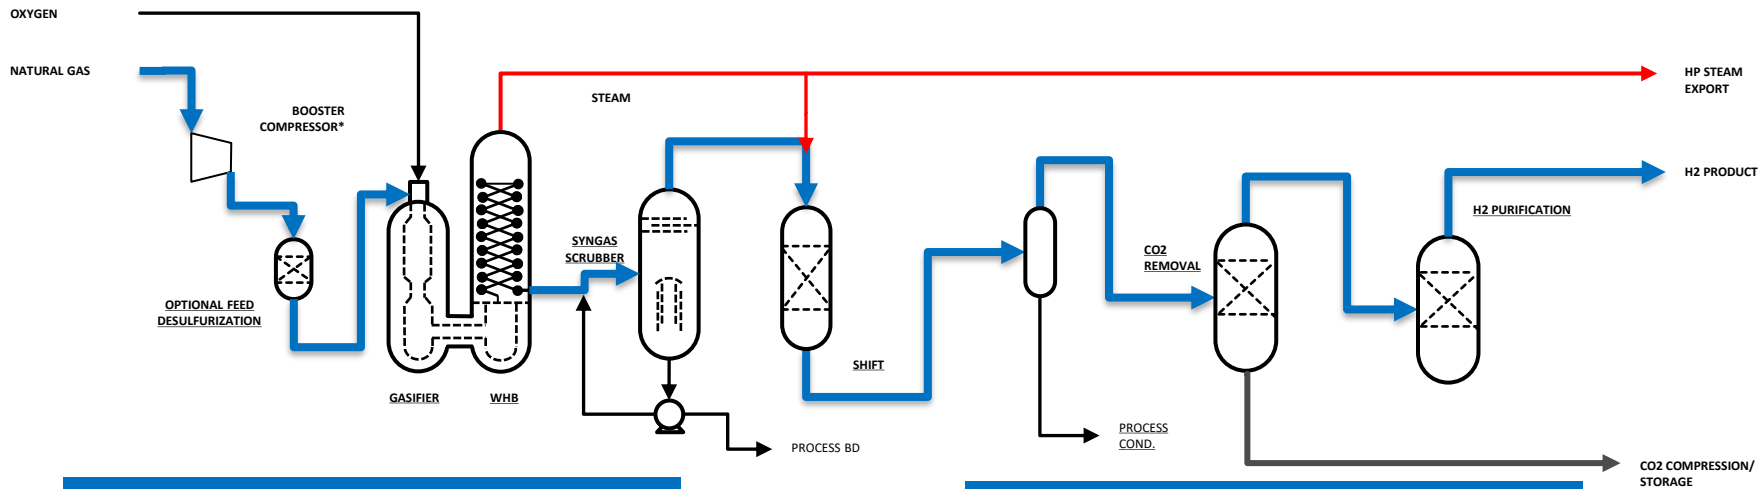 OXYGEN
NATURAL GAS
BOOSTER
COMPRESSOR*
STEAM
HP STEAM
EXPORT
H2 PRODUCT
H2 PURIFICATION
SYNGAS
SCRUBBER
CO2
REMOVAL
OPTIONAL FEED
DESULFURIZATION
SHIFT
GASIFIER
WHB
PROCESS
COND.
PROCESS BD
CO2 COMPRESSION/
STORAGE